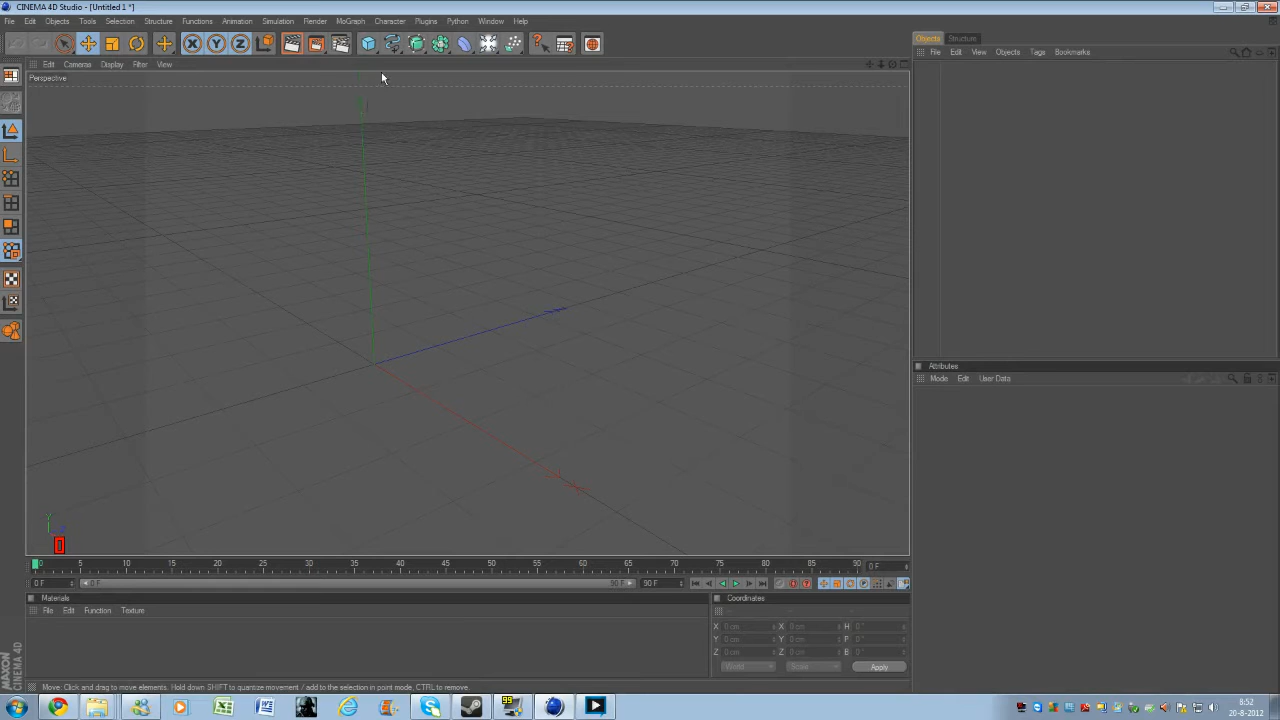 CINEMA 4D Studio - [Untitled 1 *]
File Edit Objects Tools Selection Structure Functions Animation Simulation Render MoGraph Character Plugins Python Window Help
Objects Structure
File Edit View Objects Tags Bookmarks
Edit Cameras Display Filter View
Perspective
Attributes
Mode Edit User Data
0 5 10 15 20 25 30 35 40 45 50 55 60 65 70 75 80 85 90 0 F
0 F 0 F 90 F 90 F
Materials
File Edit Function Texture
Coordinates
X 0 cm X 0 cm H 0 °
Y 0 cm Y 0 cm P 0 °
Z 0 cm Z 0 cm B 0 °
World Scale Apply
MAXON CINEMA 4D
Move: Click and drag to move elements. Hold down SHIFT to quantize movement / add to the selection in point mode, CTRL to remove.
99
8:52
20-8-2012